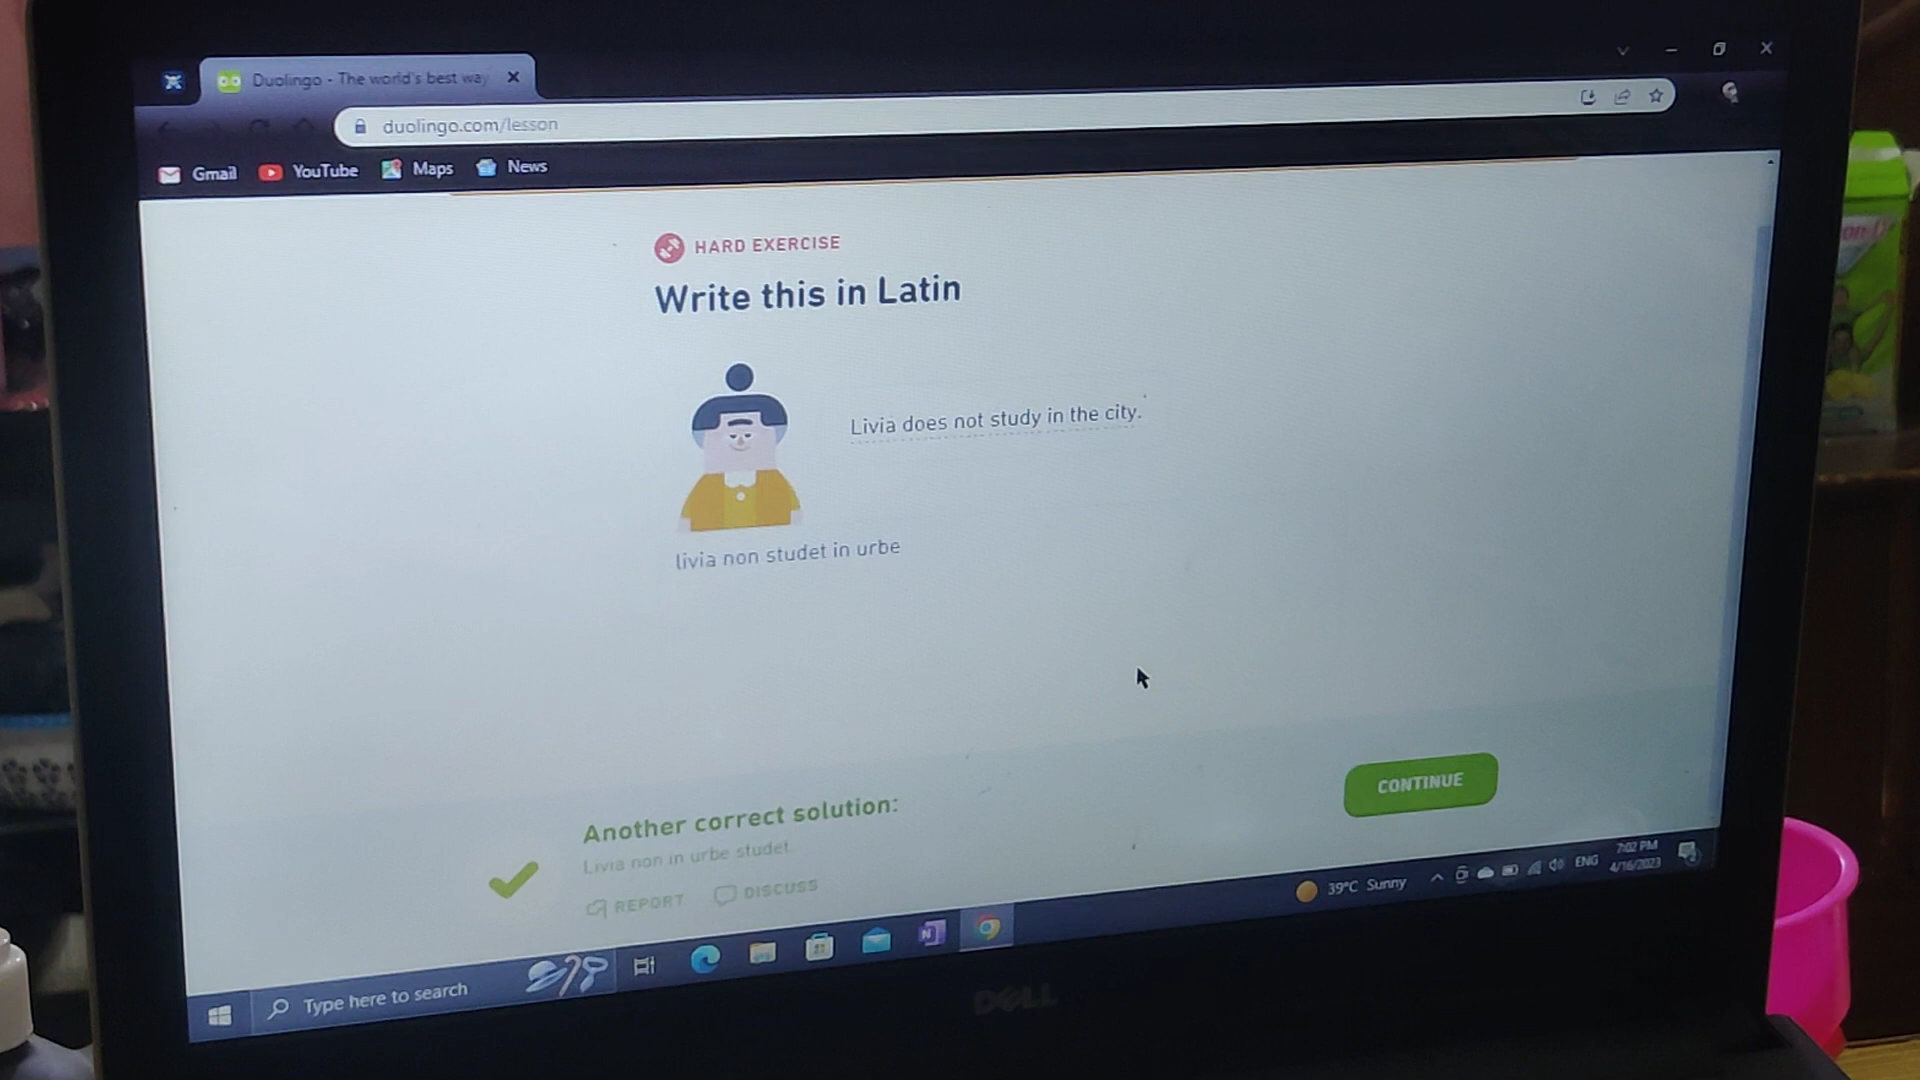 Duolingo - The world's best way
duolingo.com/lesson
Gmail YouTube Maps News
HARD EXERCISE
Write this in Latin
Livia does not study in the city.
livia non studet in urbe
Another correct solution:
Livia non in urbe studet.
REPORT DISCUSS
CONTINUE
Type here to search
39°C Sunny
ENG
7:02 PM
4/16/2023
DELL